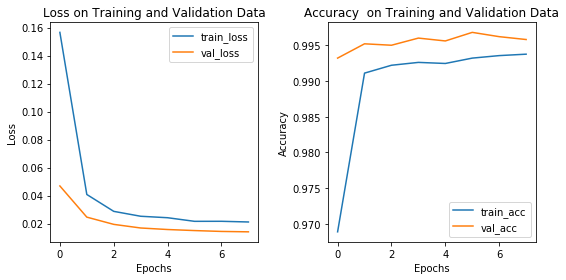 Loss on Training and Validation Data
0.16
0.14
0.12
0.10
0.08
0.06
0.04
0.02
Loss
0 2 4 6
Epochs
train_loss
val_loss
Accuracy  on Training and Validation Data
0.995
0.990
0.985
0.980
0.975
0.970
Accuracy
0 2 4 6
Epochs
train_acc
val_acc